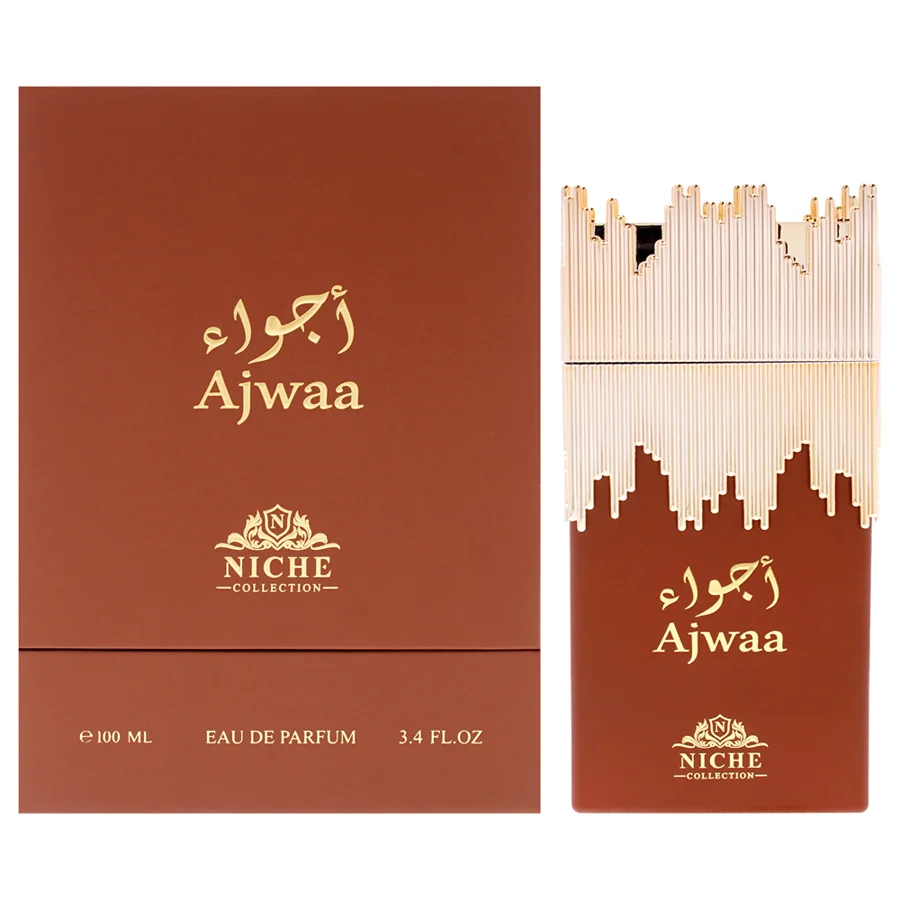 أجواء
Ajwaa
N
NICHE
COLLECTION
℮100 ML EAU DE PARFUM 3.4 FL.OZ
أجواء
Ajwaa
N
NICHE
COLLECTION